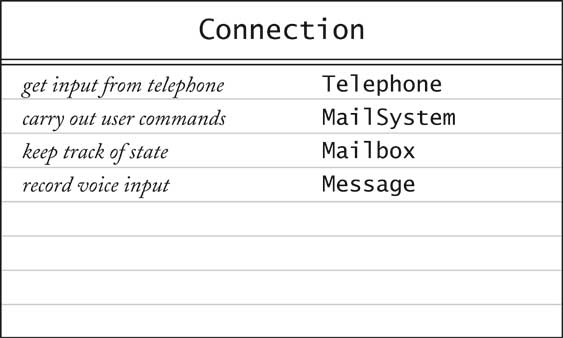 Connection
get input from telephone Telephone
carry out user commands MailSystem
keep track of state Mailbox
record voice input Message